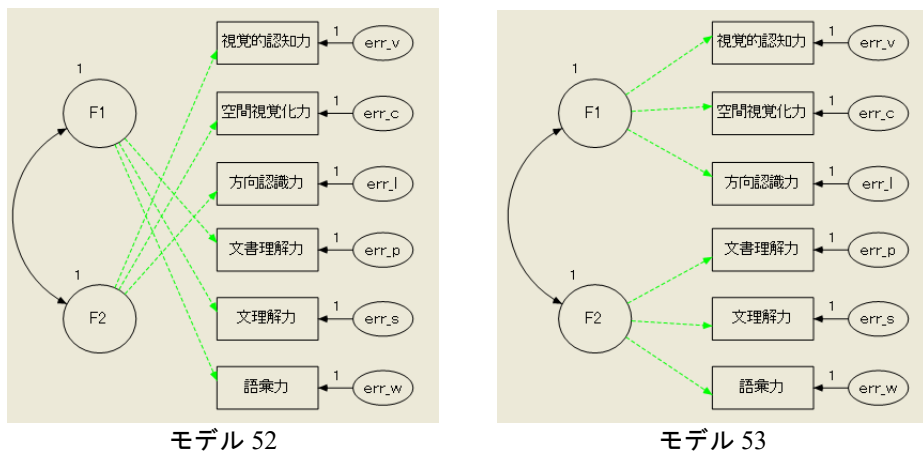 視覚的認知力
1
err_v
1
F1
空間視覚化力
1
err_c
方向認識力
1
err_l
文書理解力
1
err_p
1
F2
文理解力
1
err_s
語彙力
1
err_w
モデル 52
視覚的認知力
1
err_v
1
F1
空間視覚化力
1
err_c
方向認識力
1
err_l
文書理解力
1
err_p
1
F2
文理解力
1
err_s
語彙力
1
err_w
モデル 53